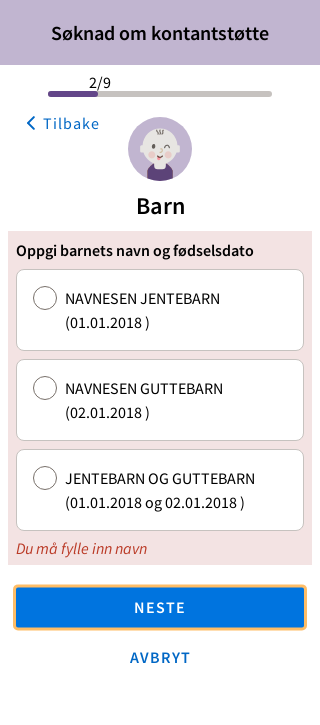 Søknad om kontantstøtte
2/9
Tilbake
Barn
Oppgi barnets navn og fødselsdato
NAVNESEN JENTEBARN
(01.01.2018 )
NAVNESEN GUTTEBARN
(02.01.2018 )
JENTEBARN OG GUTTEBARN
(01.01.2018 og 02.01.2018 )
Du må fylle inn navn
NESTE
AVBRYT